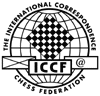 THE INTERNATIONAL CORRESPONDENCE
ICCF
@
CHESS FEDERATION